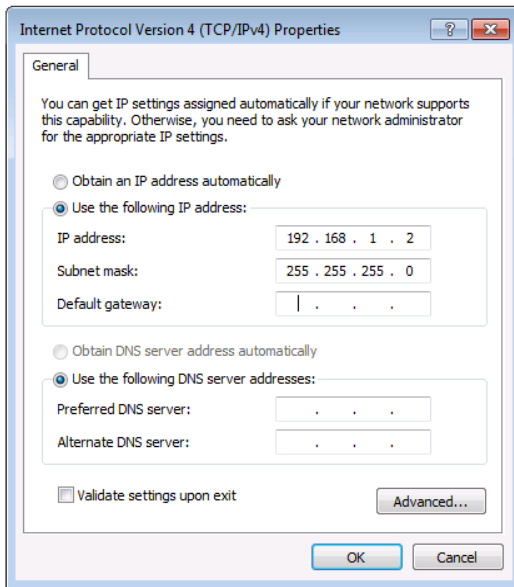 Internet Protocol Version 4 (TCP/IPv4) Properties
General
You can get IP settings assigned automatically if your network supports
this capability. Otherwise, you need to ask your network administrator
for the appropriate IP settings.
Obtain an IP address automatically
Use the following IP address:
IP address: 192 . 168 . 1 . 2
Subnet mask: 255 . 255 . 255 . 0
Default gateway: . . .
Obtain DNS server address automatically
Use the following DNS server addresses:
Preferred DNS server: . . .
Alternate DNS server: . . .
Validate settings upon exit
Advanced...
OK Cancel